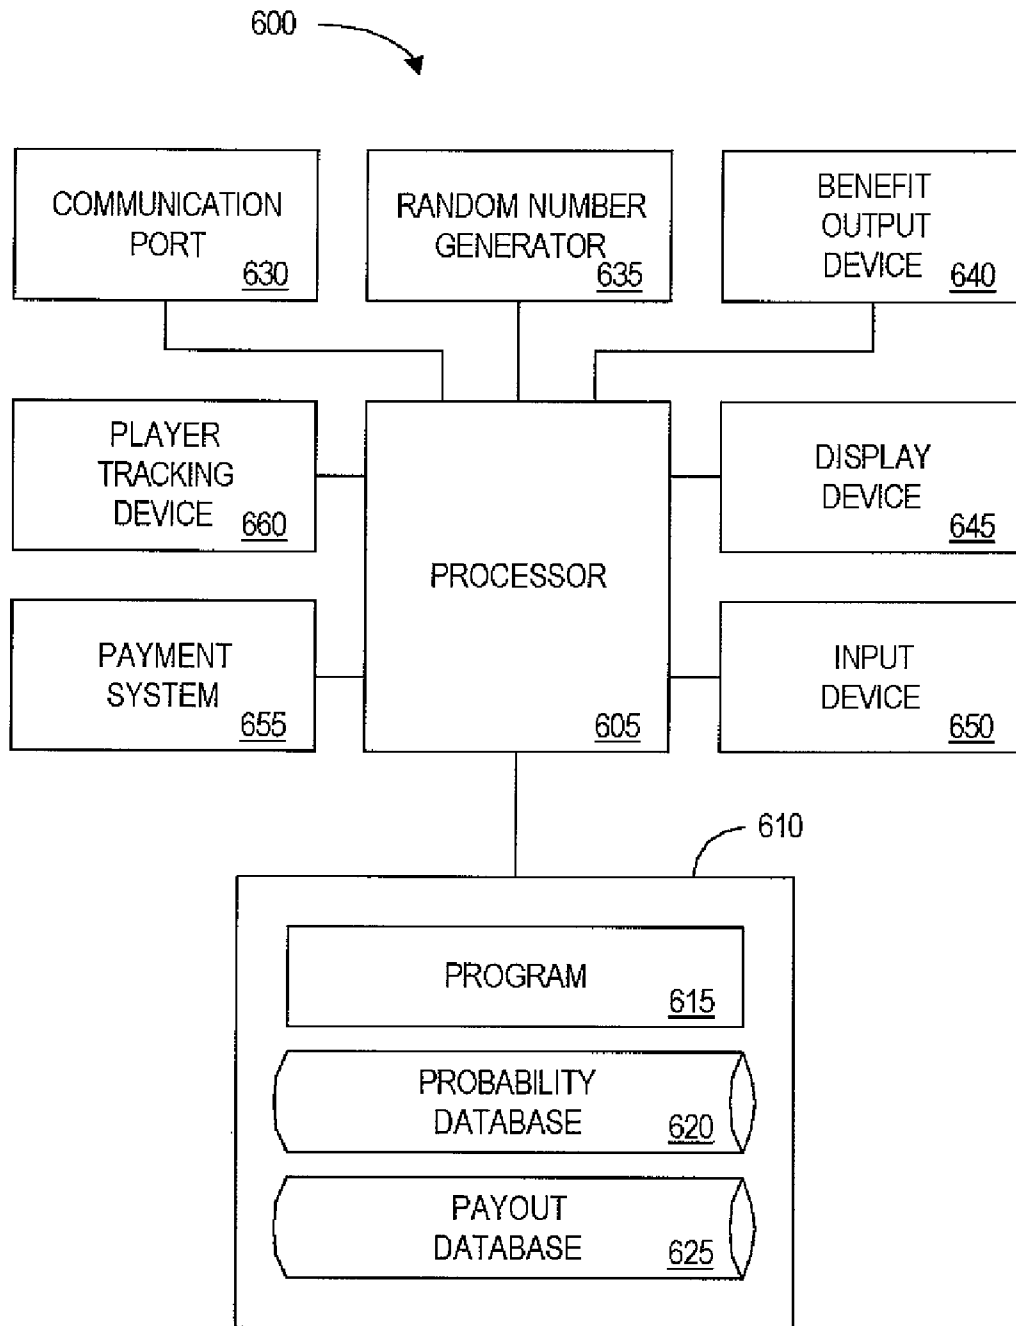 600
COMMUNICATION
PORT
630
RANDOM NUMBER
GENERATOR
635
BENEFIT
OUTPUT
DEVICE
640
PLAYER
TRACKING
DEVICE
660
PROCESSOR
605
DISPLAY
DEVICE
645
PAYMENT
SYSTEM
655
INPUT
DEVICE
650
610
PROGRAM
615
PROBABILITY
DATABASE
620
PAYOUT
DATABASE
625